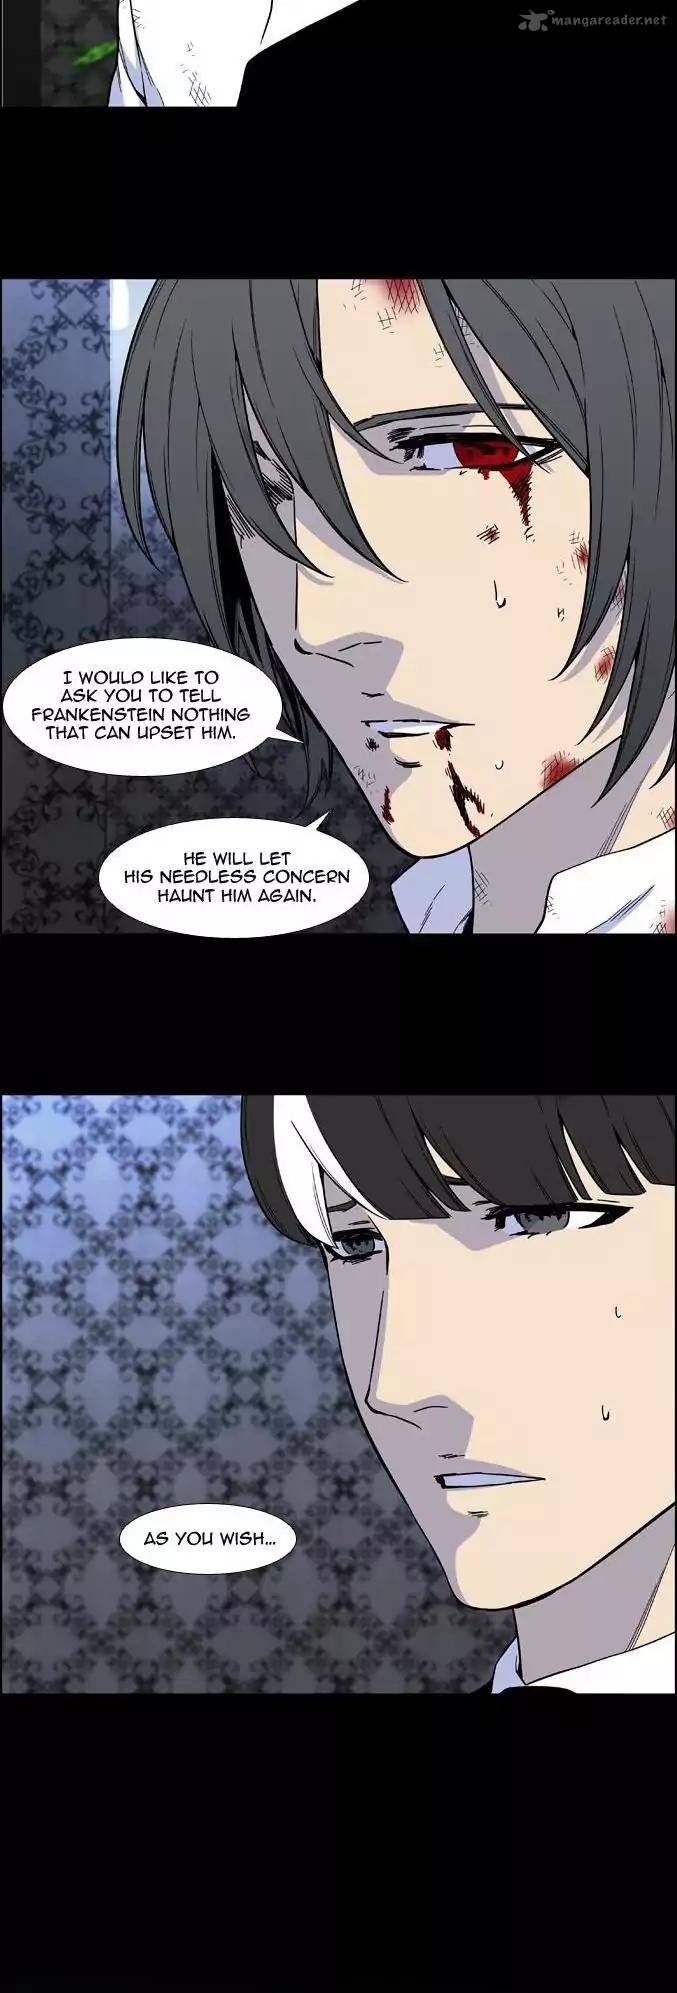 mangareader.net
I WOULD LIKE TO
ASK YOU TO TELL
FRANKENSTEIN NOTHING
THAT CAN UPSET HIM.
HE WILL LET
HIS NEEDLESS CONCERN
HAUNT HIM AGAIN.
AS YOU WISH...